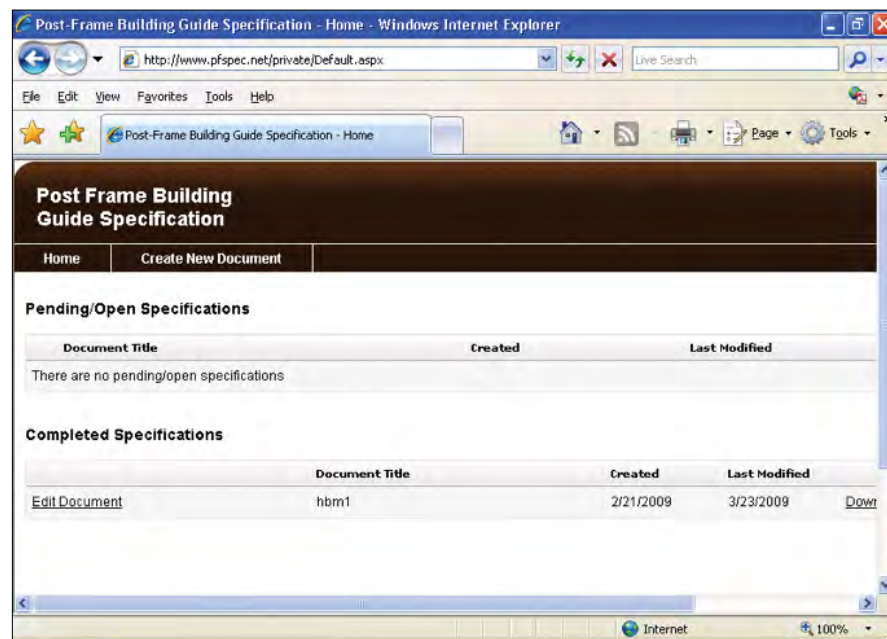 Post-Frame Building Guide Specification - Home - Windows Internet Explorer
http://www.pfspec.net/private/Default.aspx Live Search
File Edit View Favorites Tools Help
Post-Frame Building Guide Specification - Home Page Tools
Post Frame Building
Guide Specification
Home Create New Document
Pending/Open Specifications
Document Title Created Last Modified
There are no pending/open specifications
Completed Specifications
Document Title Created Last Modified
Edit Document hbm1 2/21/2009 3/23/2009
Internet 100%